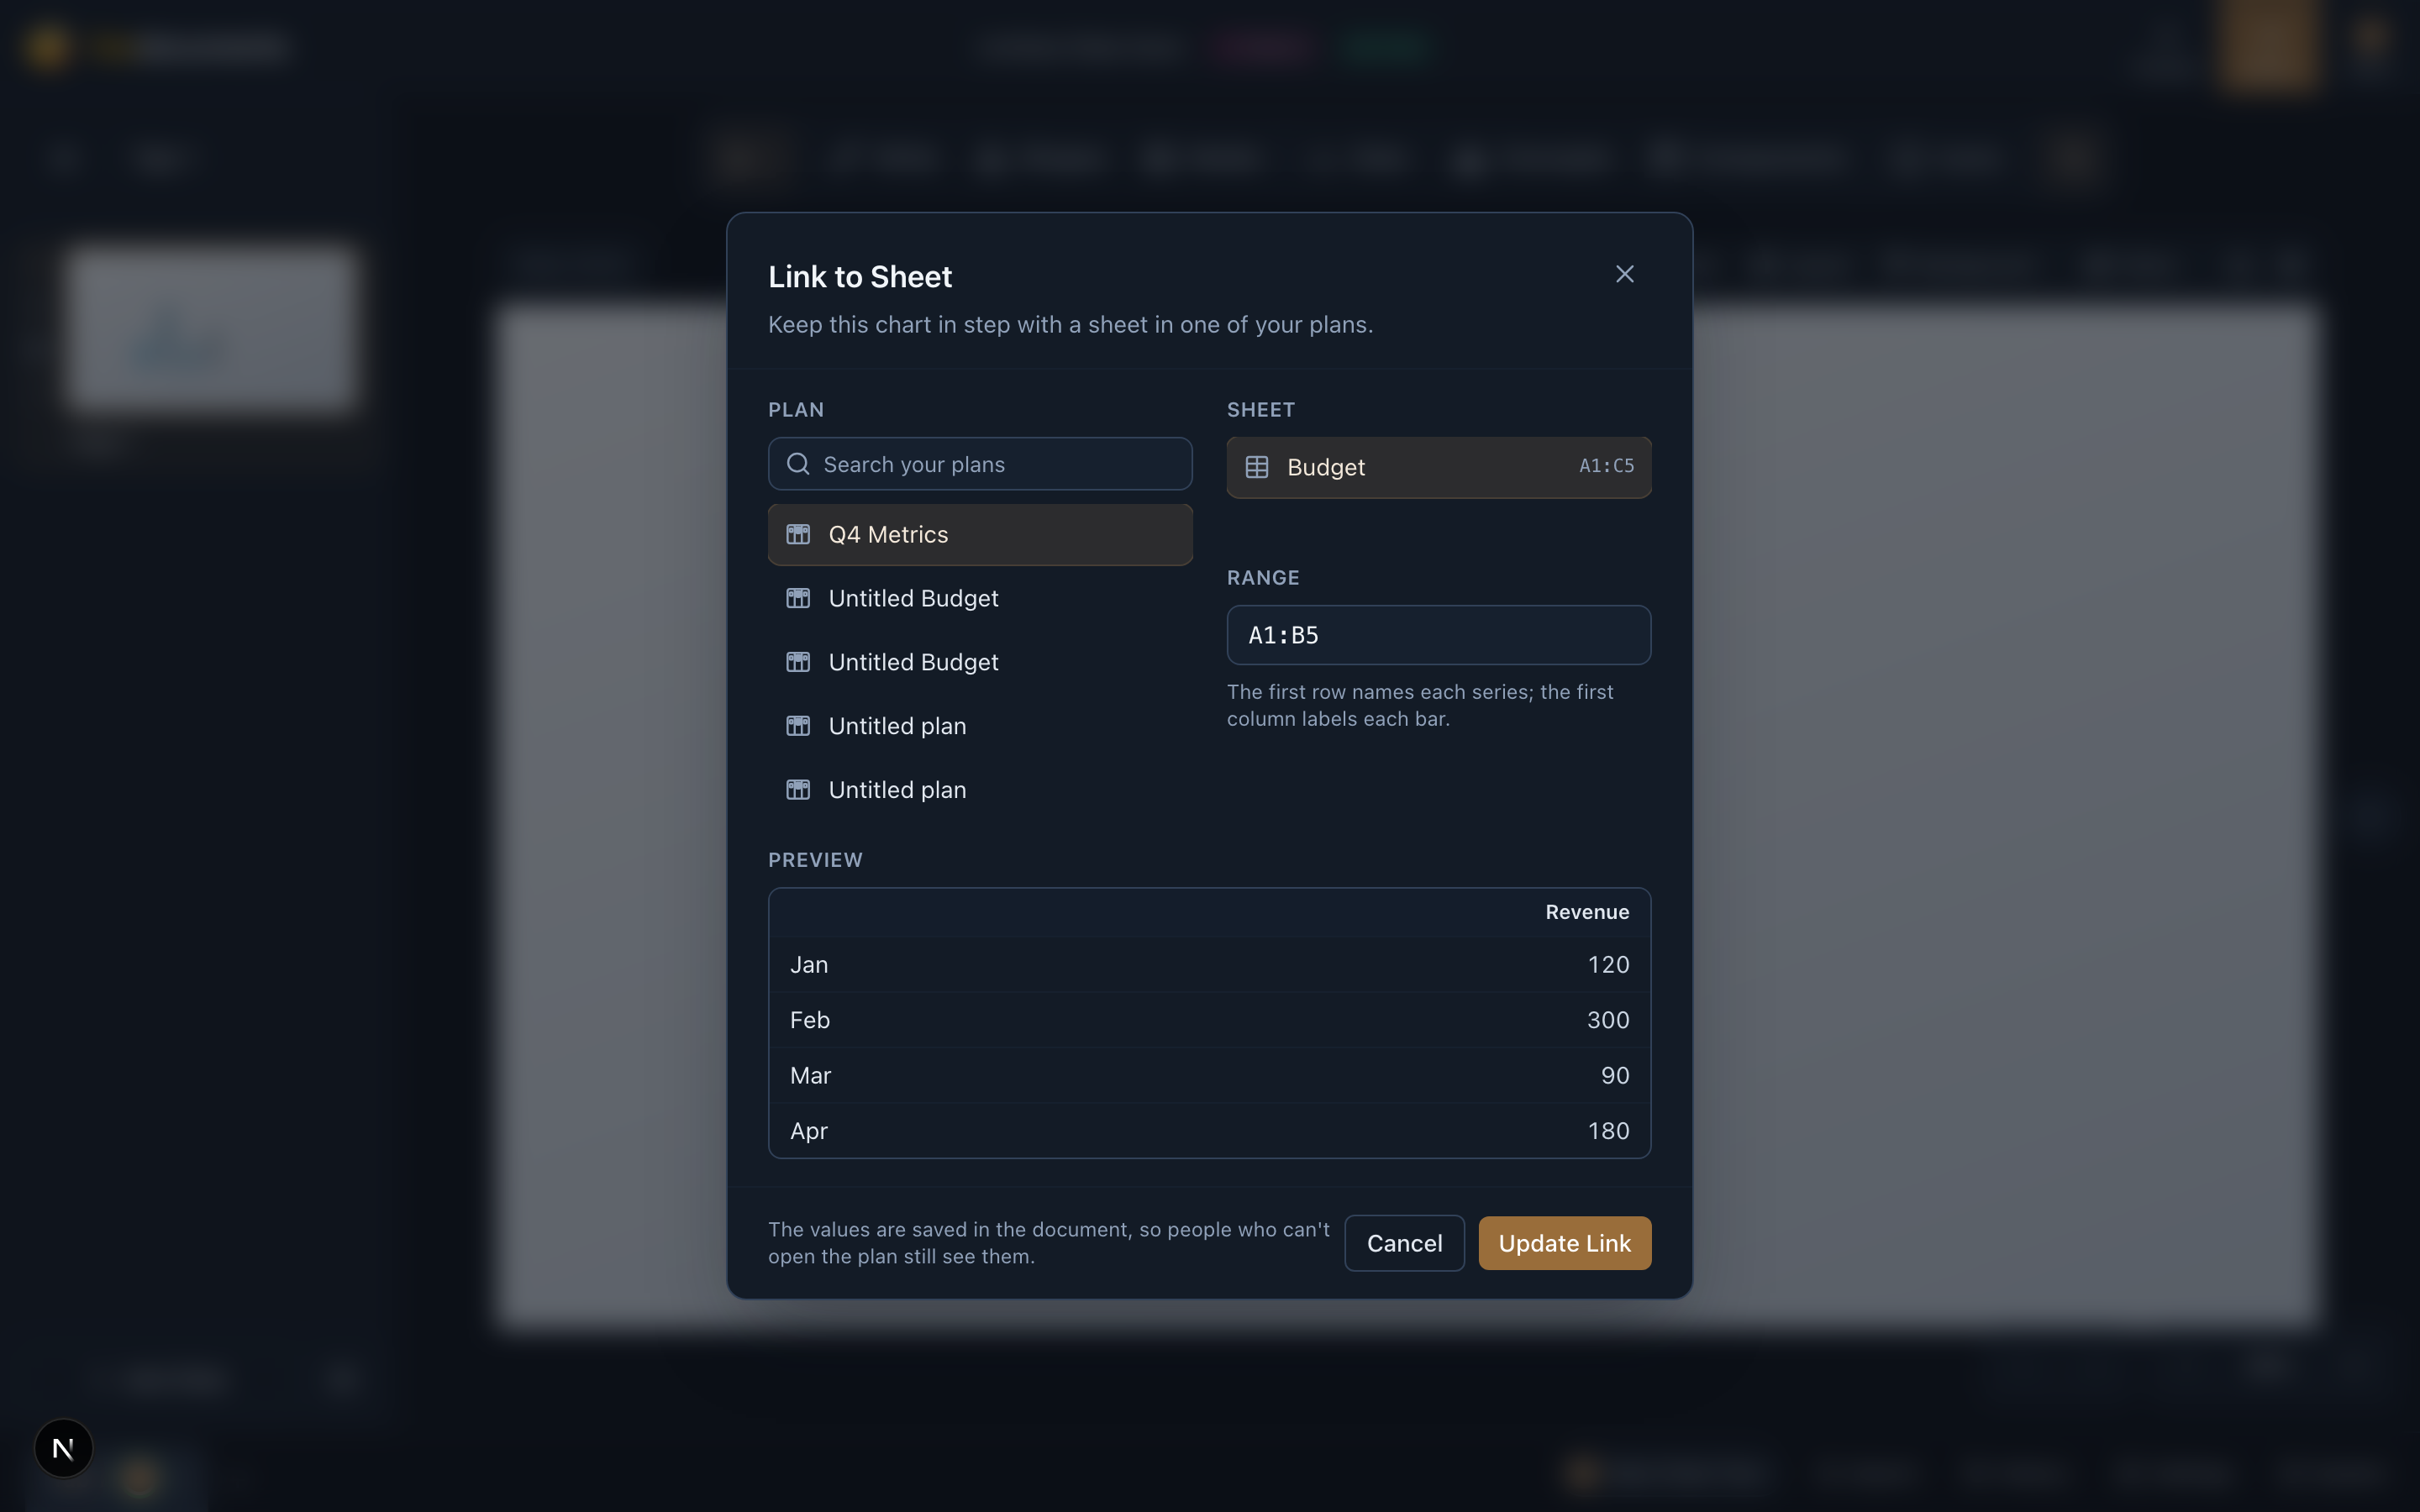 Link to Sheet
Keep this chart in step with a sheet in one of your plans.
PLAN
Search your plans
Q4 Metrics
Untitled Budget
Untitled Budget
Untitled plan
Untitled plan
SHEET
Budget A1:C5
RANGE
A1:B5
The first row names each series; the first
column labels each bar.
PREVIEW
Revenue
Jan 120
Feb 300
Mar 90
Apr 180
The values are saved in the document, so people who can't
open the plan still see them.
Cancel
Update Link
N